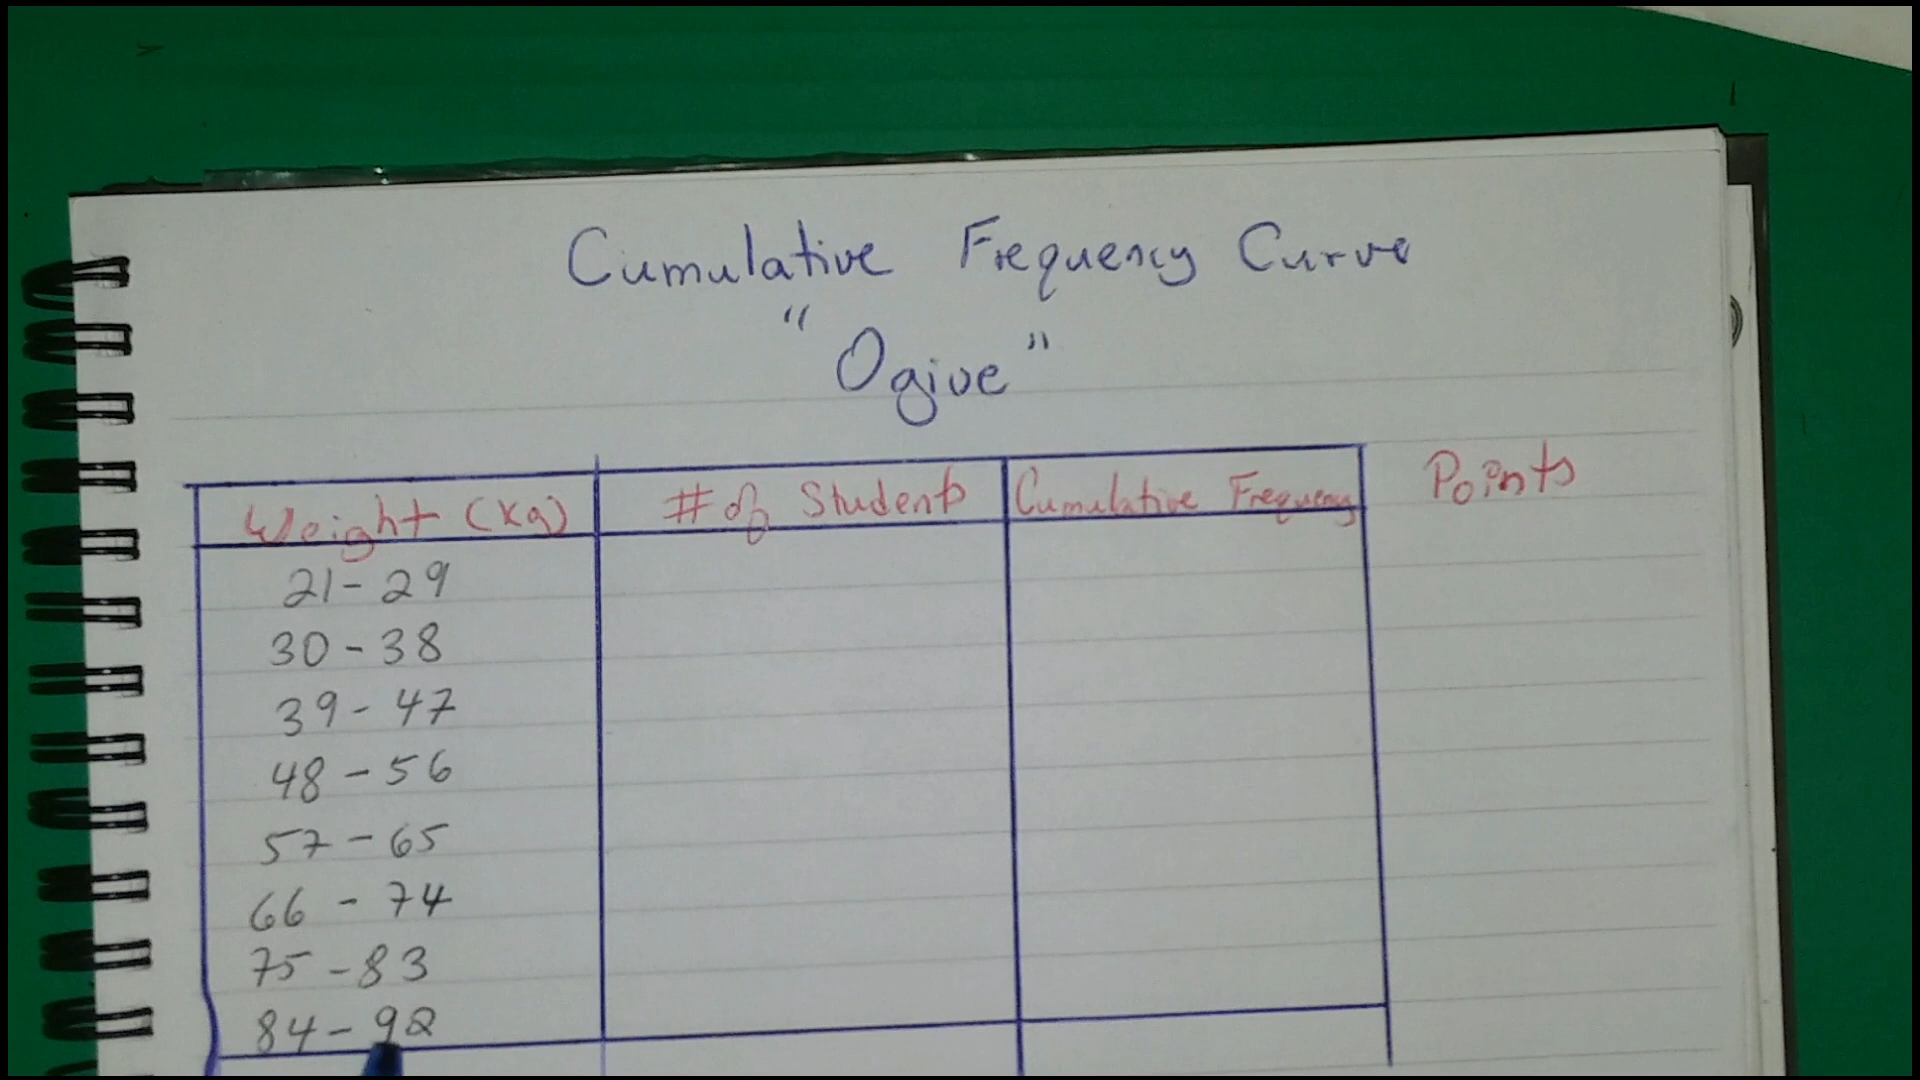 Cumulative Frequency Curve
"Ogive"
Weight (Kg) # of Students Cumulative Frequency Points
21 - 29
30 - 38
39 - 47
48 - 56
57 - 65
66 - 74
75 - 83
84 - 92